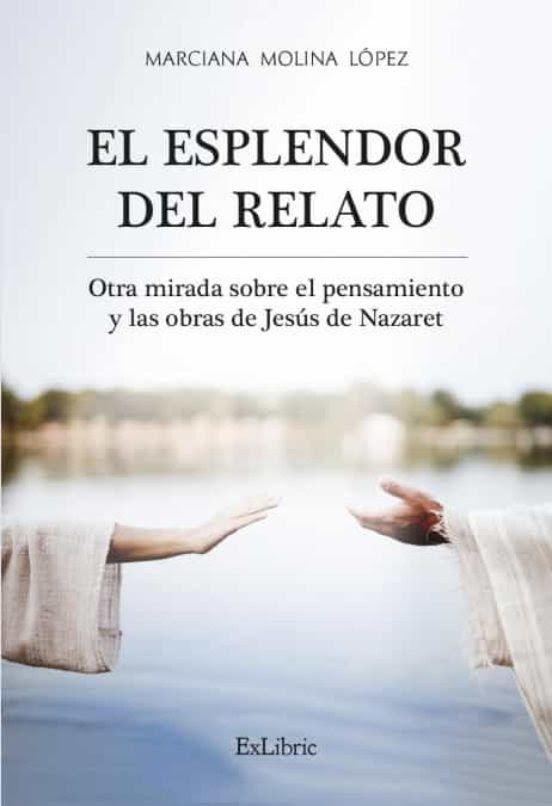 MARCIANA MOLINA LÓPEZ
EL ESPLENDOR
DEL RELATO
Otra mirada sobre el pensamiento
y las obras de Jesús de Nazaret
ExLibric